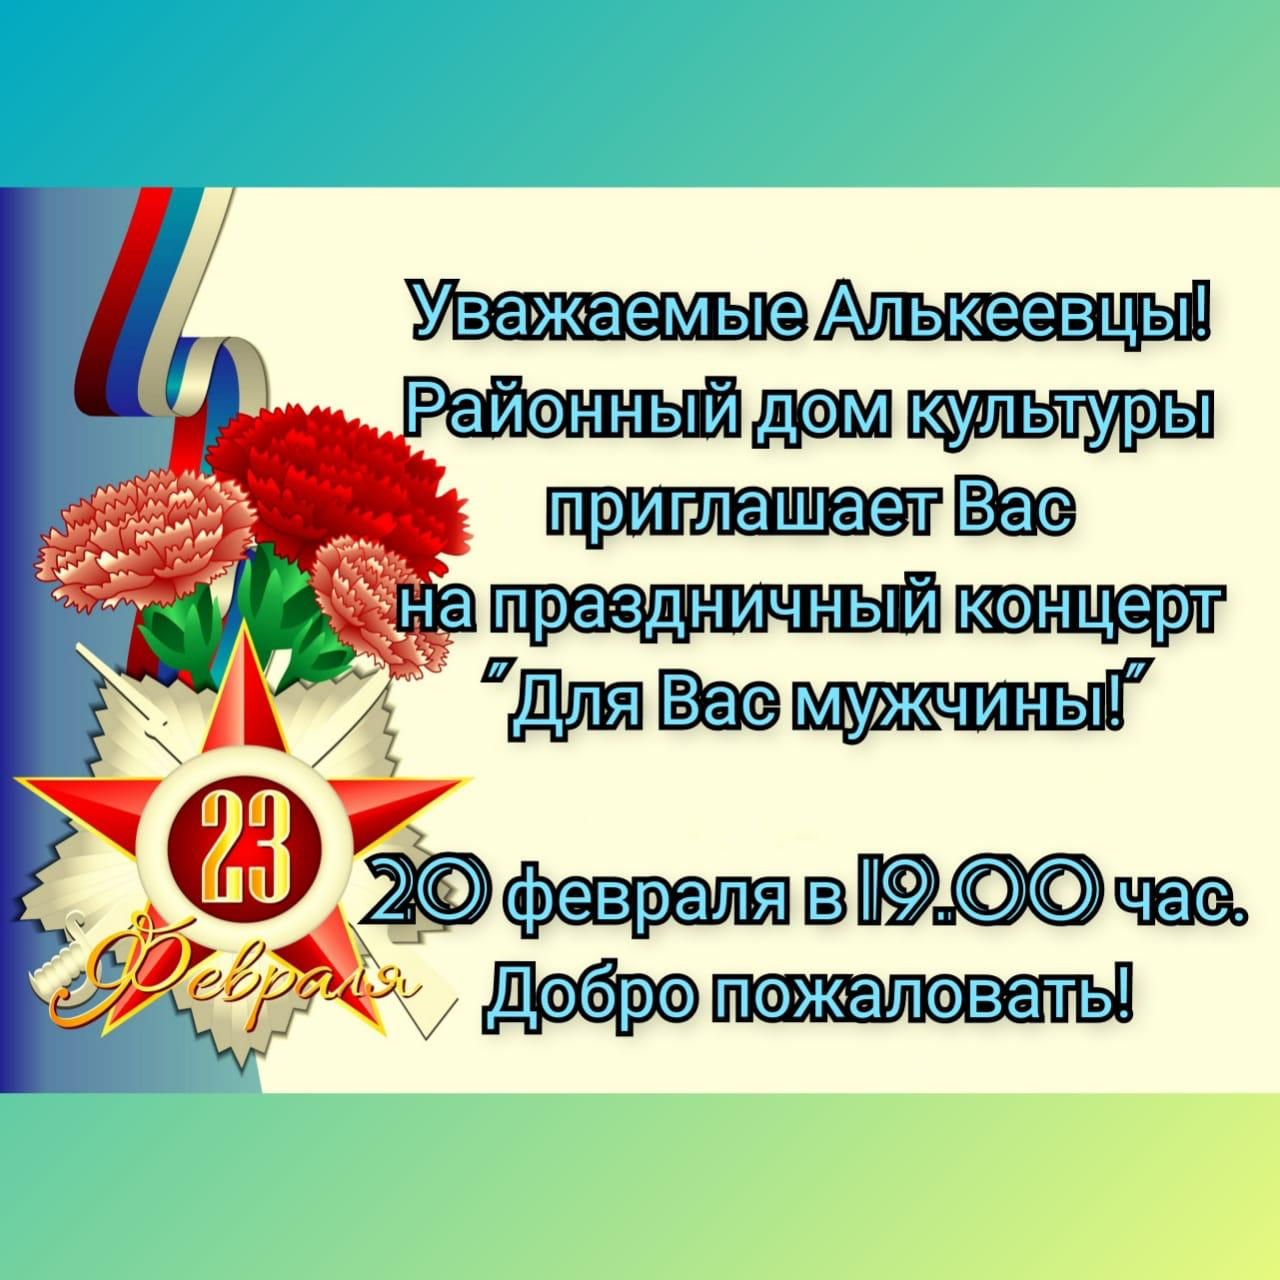 Уважаемые Алькеевцы!
Районный дом культуры
приглашает Вас
на праздничный концерт
"Для Вас мужчины!"
23
Февраля
20 февраля в 19.00 час.
Добро пожаловать!